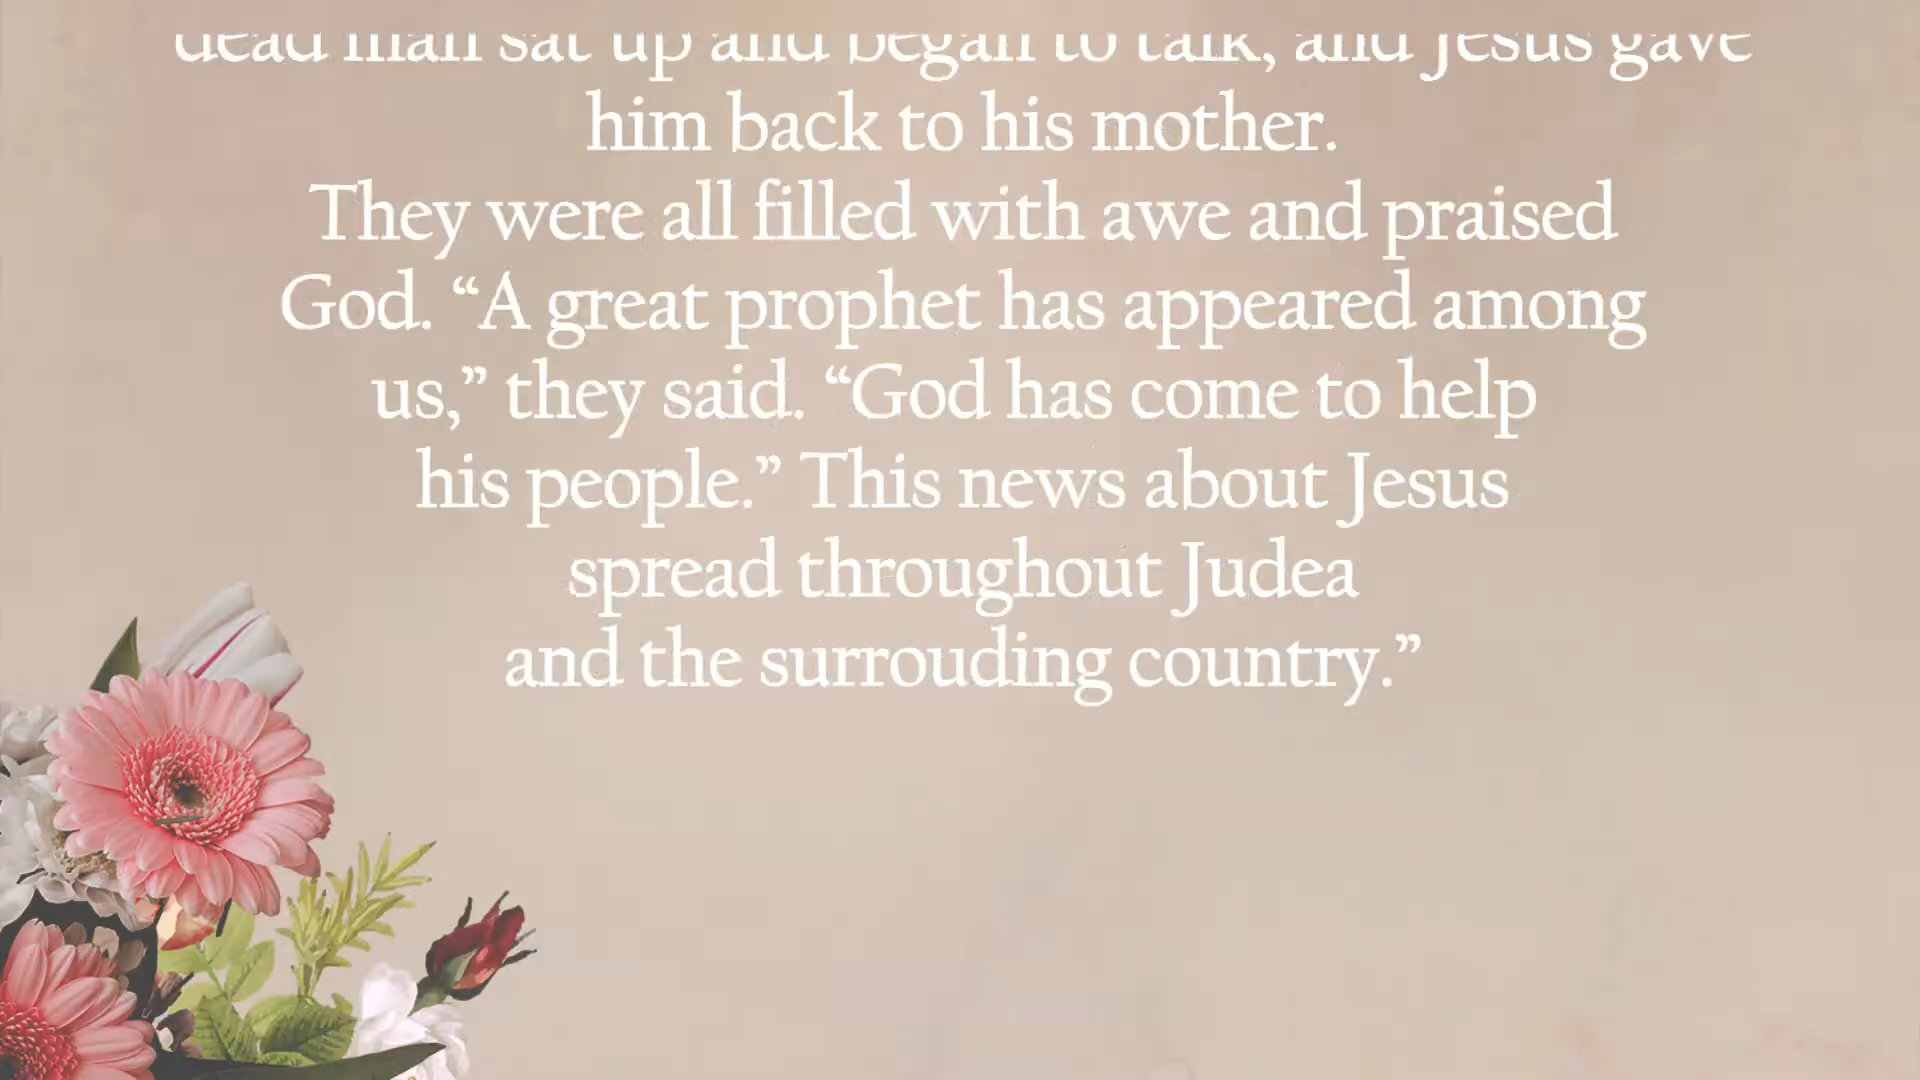 dead man sat up and began to talk, and Jesus gave
him back to his mother.
They were all filled with awe and praised
God. “A great prophet has appeared among
us,” they said. “God has come to help
his people.” This news about Jesus
spread throughout Judea
and the surrouding country.”